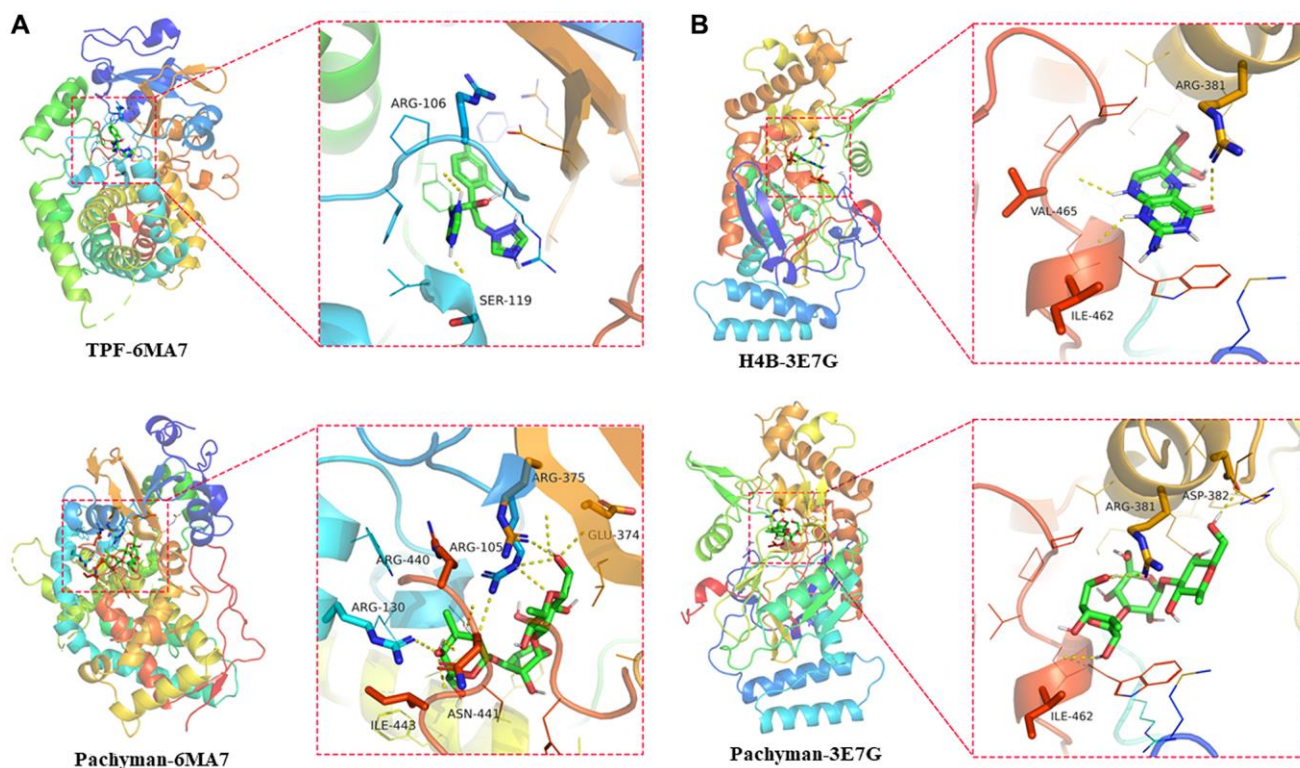 A
ARG-106
SER-119
TPF-6MA7
B
ARG-381
VAL-465
ILE-462
H4B-3E7G
ARG-375
GLU-374
ARG-105
ARG-440
ARG-130
ILE-443
ASN-441
Pachyman-6MA7
ASP-382
ARG-381
ILE-462
Pachyman-3E7G